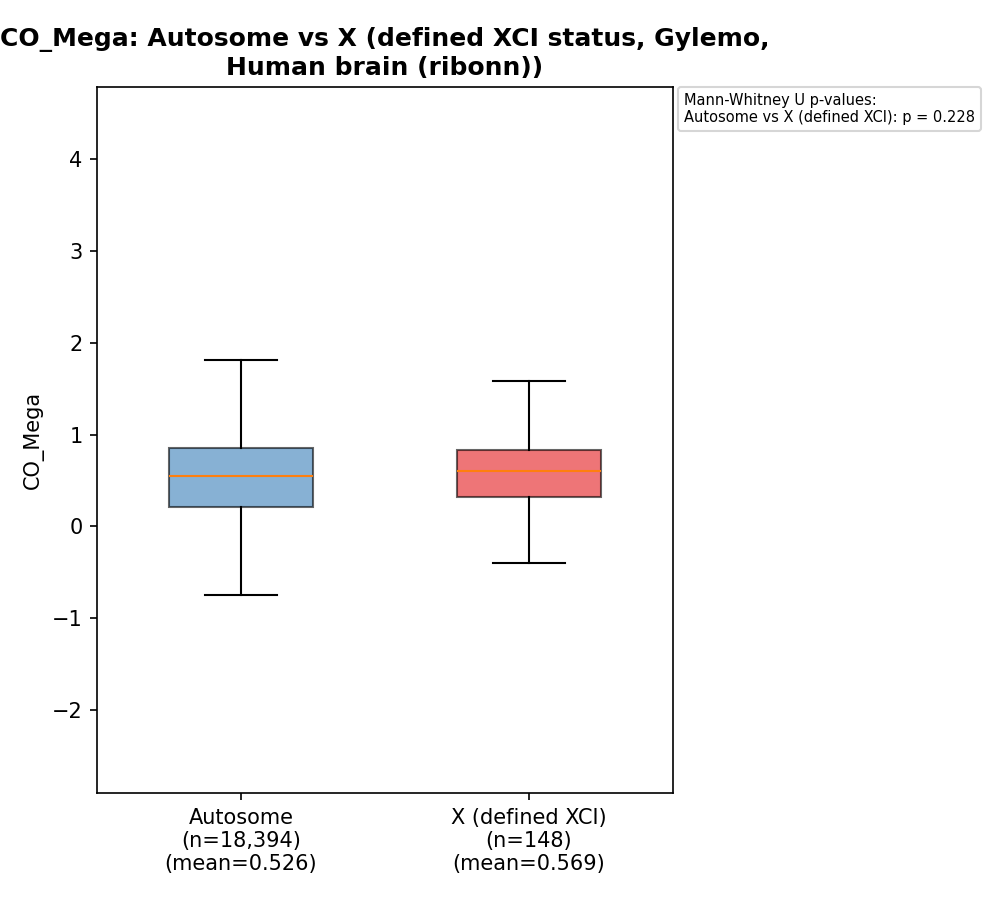 CO_Mega: Autosome vs X (defined XCI status, Gylemo,
Human brain (ribonn))
Mann-Whitney U p-values:
Autosome vs X (defined XCI): p = 0.228
CO_Mega
4
3
2
1
0
−1
−2
Autosome
(n=18,394)
(mean=0.526)
X (defined XCI)
(n=148)
(mean=0.569)